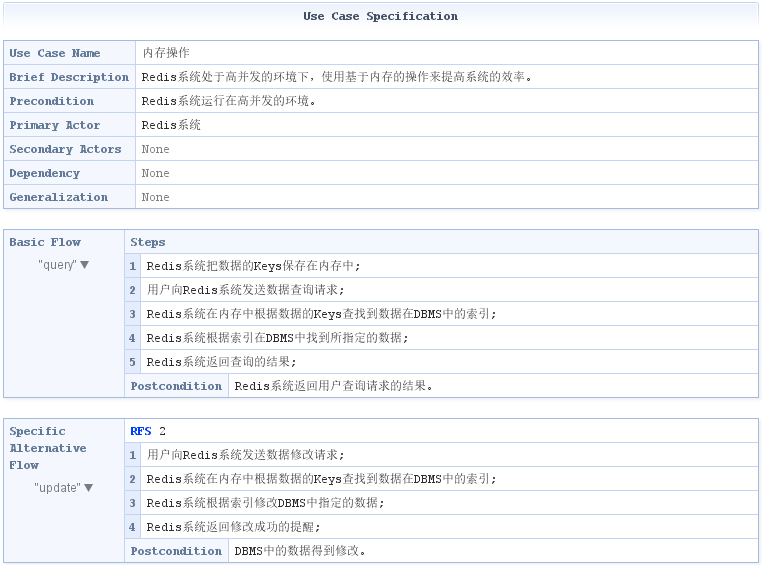 Use Case Specification
Use Case Name 内存操作
Brief Description Redis系统处于高并发的环境下，使用基于内存的操作来提高系统的效率。
Precondition Redis系统运行在高并发的环境。
Primary Actor Redis系统
Secondary Actors None
Dependency None
Generalization None
Basic Flow Steps
"query" ▼
1 Redis系统把数据的Keys保存在内存中;
2 用户向Redis系统发送数据查询请求;
3 Redis系统在内存中根据数据的Keys查找到数据在DBMS中的索引;
4 Redis系统根据索引在DBMS中找到所指定的数据;
5 Redis系统返回查询的结果;
Postcondition Redis系统返回用户查询请求的结果。
Specific Alternative Flow
"update" ▼
RFS 2
1 用户向Redis系统发送数据修改请求;
2 Redis系统在内存中根据数据的Keys查找到数据在DBMS中的索引;
3 Redis系统根据索引修改DBMS中指定的数据;
4 Redis系统返回修改成功的提醒;
Postcondition DBMS中的数据得到修改。